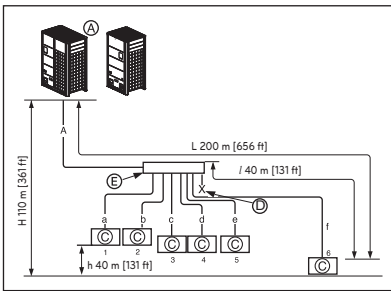 A
A
L 200 m [656 ft]
l 40 m [131 ft]
H 110 m [361 ft]
E
X
D
a b c d e f
C C C C C C
1 2 3 4 5 6
h 40 m [131 ft]